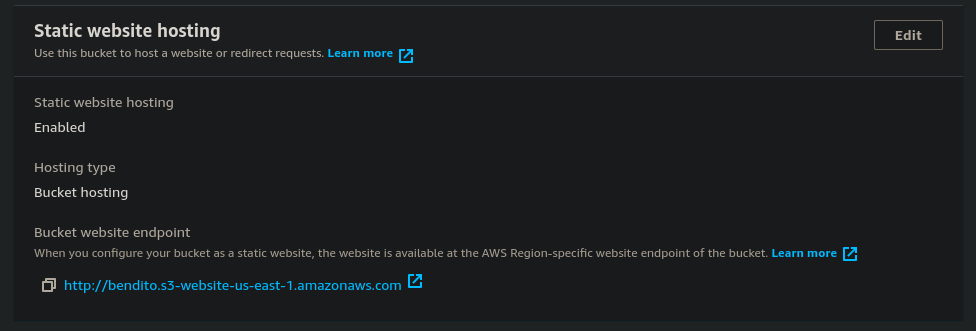 Static website hosting
Edit
Use this bucket to host a website or redirect requests. Learn more
Static website hosting
Enabled
Hosting type
Bucket hosting
Bucket website endpoint
When you configure your bucket as a static website, the website is available at the AWS Region-specific website endpoint of the bucket. Learn more
http://bendito.s3-website-us-east-1.amazonaws.com